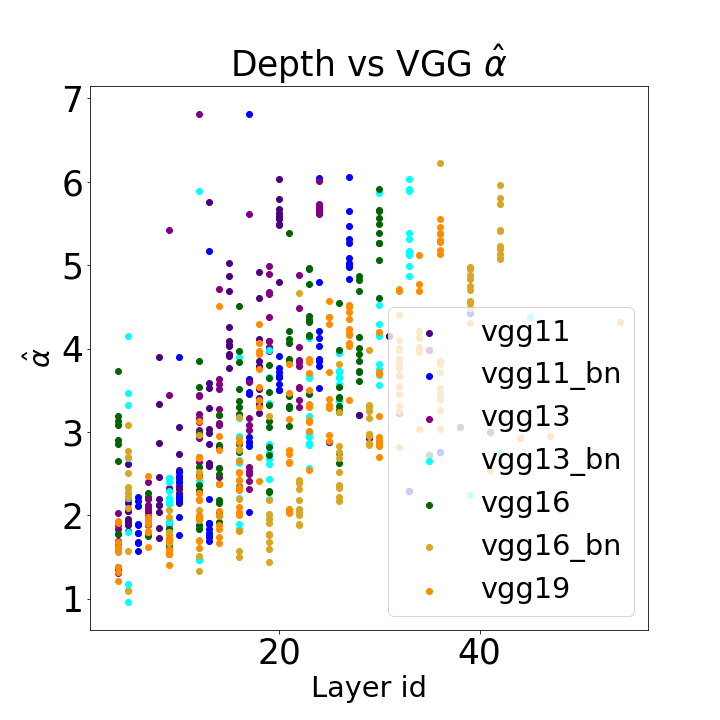 Depth vs VGG α̂
7
6
5
4
3
2
1
α̂
20
40
Layer id
vgg11
vgg11_bn
vgg13
vgg13_bn
vgg16
vgg16_bn
vgg19